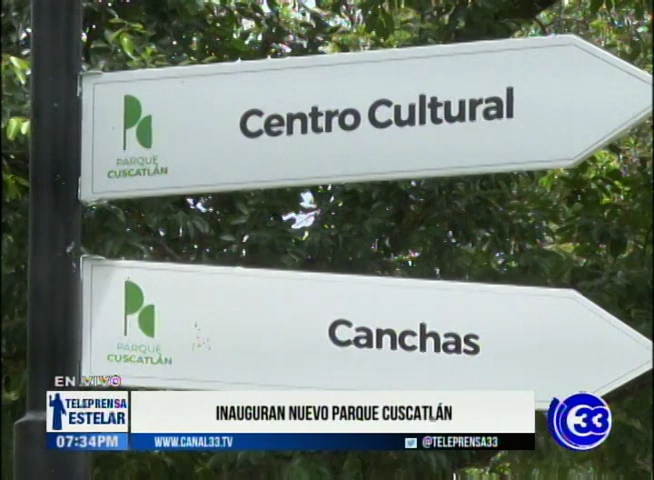 PARQUE
CUSCATLÁN
Centro Cultural
PARQUE
CUSCATLÁN
Canchas
EN VIVO
TELEPRENSA
ESTELAR
INAUGURAN NUEVO PARQUE CUSCATLÁN
33
07:34PM
WWW.CANAL33.TV
@TELEPRENSA33